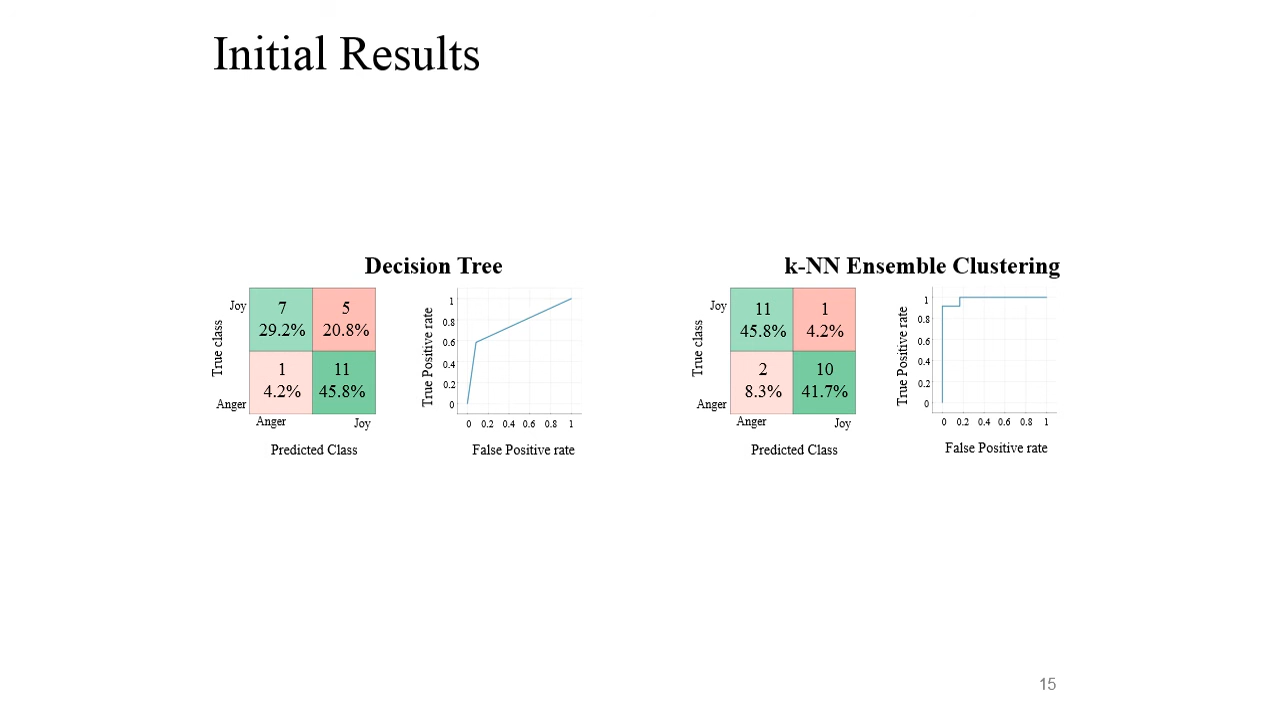 Initial Results
Decision Tree
True class
Joy
Anger
7
29.2%
5
20.8%
1
4.2%
11
45.8%
Anger
Joy
Predicted Class
True Positive rate
1
0.8
0.6
0.4
0.2
0
0 0.2 0.4 0.6 0.8 1
False Positive rate
k-NN Ensemble Clustering
True class
Joy
Anger
11
45.8%
1
4.2%
2
8.3%
10
41.7%
Anger
Joy
Predicted Class
True Positive rate
1
0.8
0.6
0.4
0.2
0
0 0.2 0.4 0.6 0.8 1
False Positive rate
15